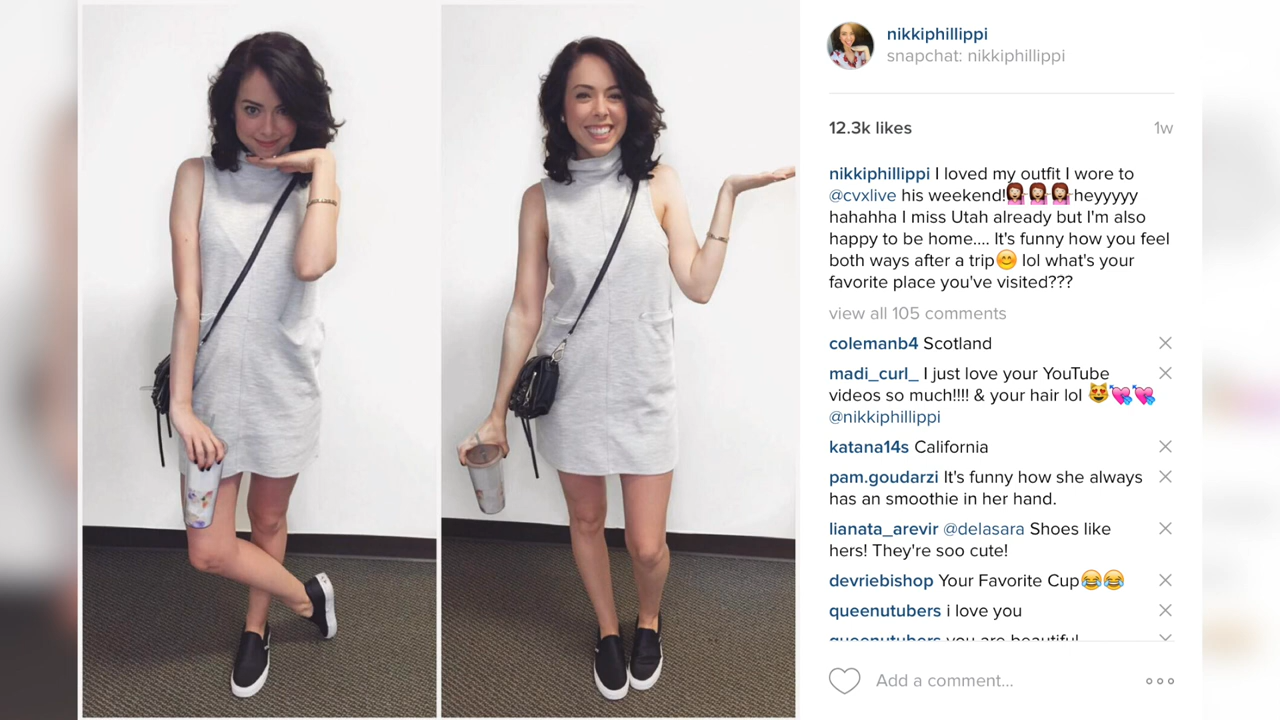 nikkiphillippi
snapchat: nikkiphillippi
12.3k likes 1w
nikkiphillippi I loved my outfit I wore to
@cvxlive his weekend!💁💁💁heyyyyy
hahahha I miss Utah already but I'm also
happy to be home.... It's funny how you feel
both ways after a trip😊 lol what's your
favorite place you've visited???
view all 105 comments
colemanb4 Scotland
madi_curl_ I just love your YouTube
videos so much!!!! & your hair lol 😻💘💘
@nikkiphillippi
katana14s California
pam.goudarzi It's funny how she always
has an smoothie in her hand.
lianata_arevir @delasara Shoes like
hers! They're soo cute!
devriebishop Your Favorite Cup😂😂
queenutubers i love you
queenutubers you are beautiful
Add a comment...